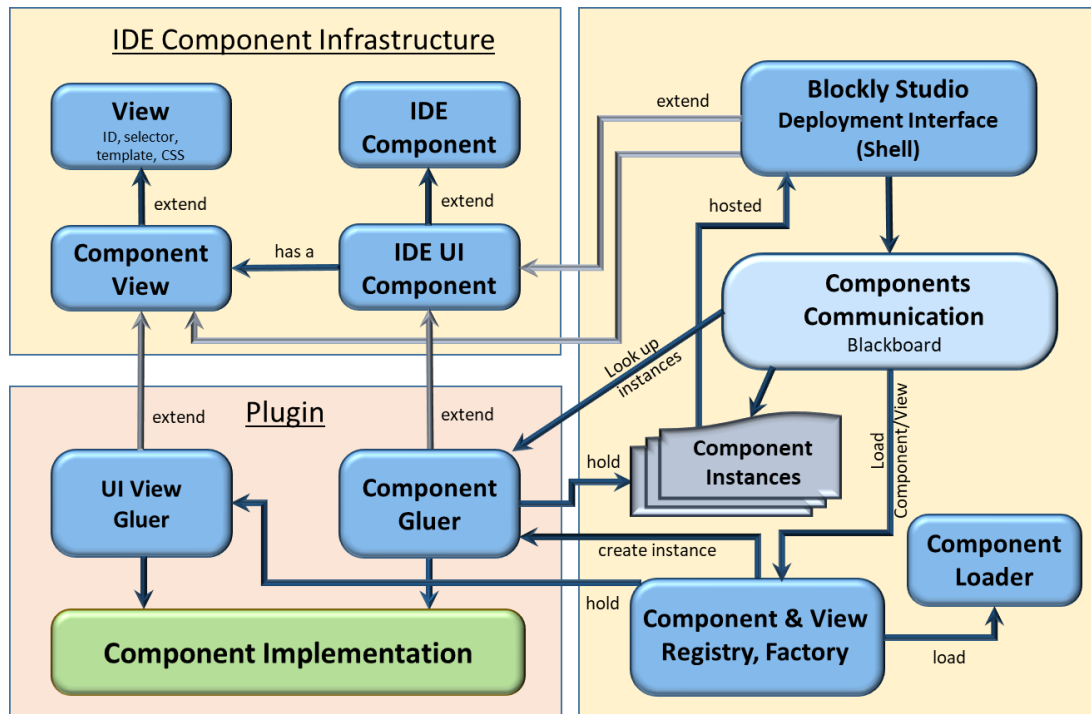 IDE Component Infrastructure
View
ID, selector,
template, CSS
IDE
Component
extend
extend
Component
View
has a
IDE UI
Component
Blockly Studio
Deployment Interface
(Shell)
extend
hosted
Components
Communication
Blackboard
Look up
instances
Load
Component/View
Plugin
extend
extend
UI View
Gluer
Component
Gluer
hold
Component
Instances
create instance
Component
Loader
hold
Component & View
Registry, Factory
load
Component Implementation